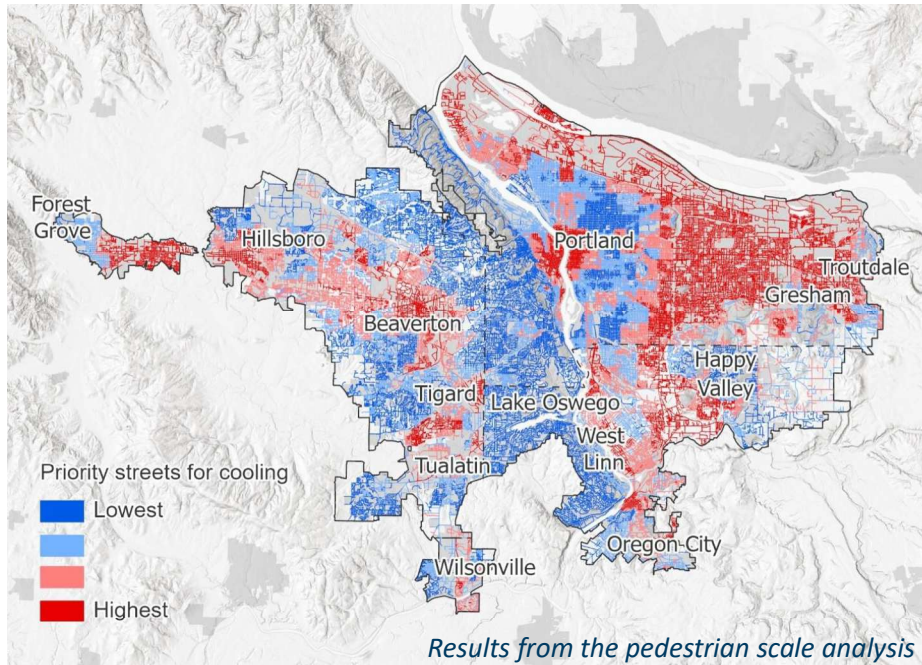 Forest
Grove
Hillsboro
Portland
Troutdale
Gresham
Beaverton
Happy
Valley
Tigard
Lake Oswego
West
Linn
Tualatin
Oregon City
Wilsonville
Priority streets for cooling
Lowest
Highest
Results from the pedestrian scale analysis